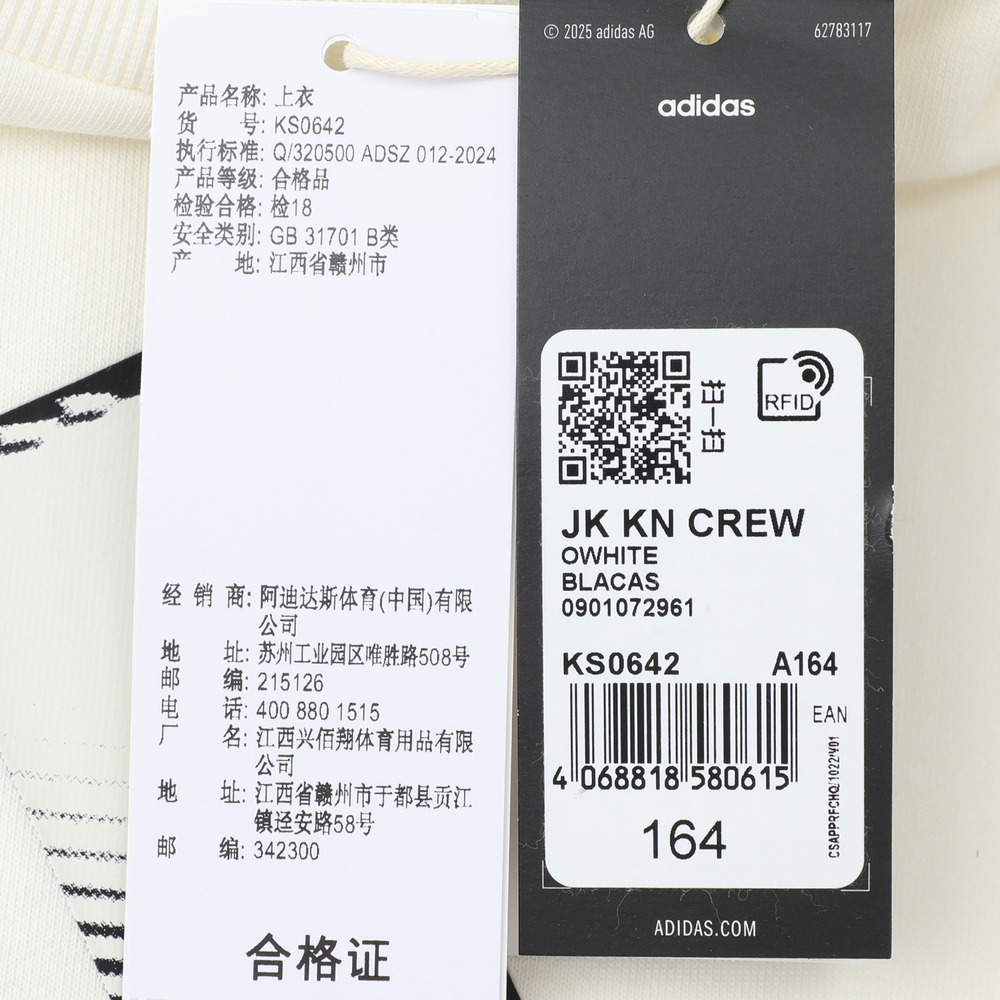 产品名称: 上衣
货 号: KS0642
执行标准: Q/320500 ADSZ 012-2024
产品等级: 合格品
检验合格: 检18
安全类别: GB 31701 B类
产 地: 江西省赣州市
经 销 商: 阿迪达斯体育(中国)有限
公司
地 址: 苏州工业园区唯胜路508号
邮 编: 215126
电 话: 400 880 1515
厂 名: 江西兴佰翔体育用品有限
公司
地 址: 江西省赣州市于都县贡江
镇迳安路58号
邮 编: 342300
合格证
© 2025 adidas AG
62783117
adidas
扫一扫
RFID
JK KN CREW
OWHITE
BLACAS
0901072961
KS0642 A164
EAN
4 068818 580615
CSAPPRFCHQ21022/V01
164
ADIDAS.COM